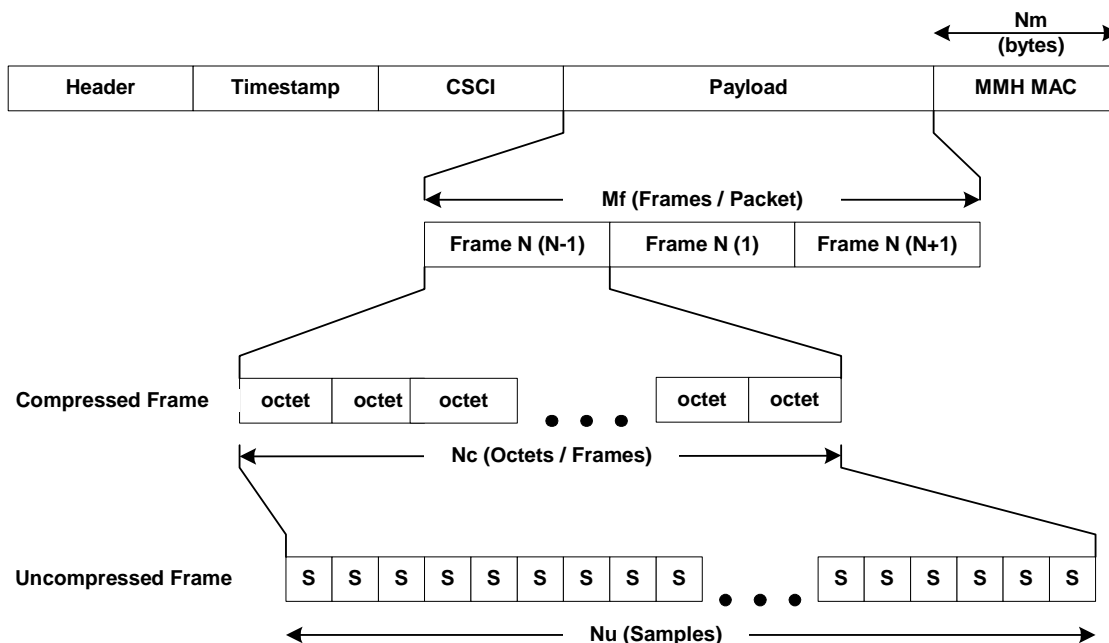 Nm
(bytes)
Header Timestamp CSCI Payload MMH MAC
Mf (Frames / Packet)
Frame N (N-1) Frame N (1) Frame N (N+1)
Compressed Frame octet octet octet octet octet
Nc (Octets / Frames)
Uncompressed Frame S S S S S S S S S S S S S S S
Nu (Samples)